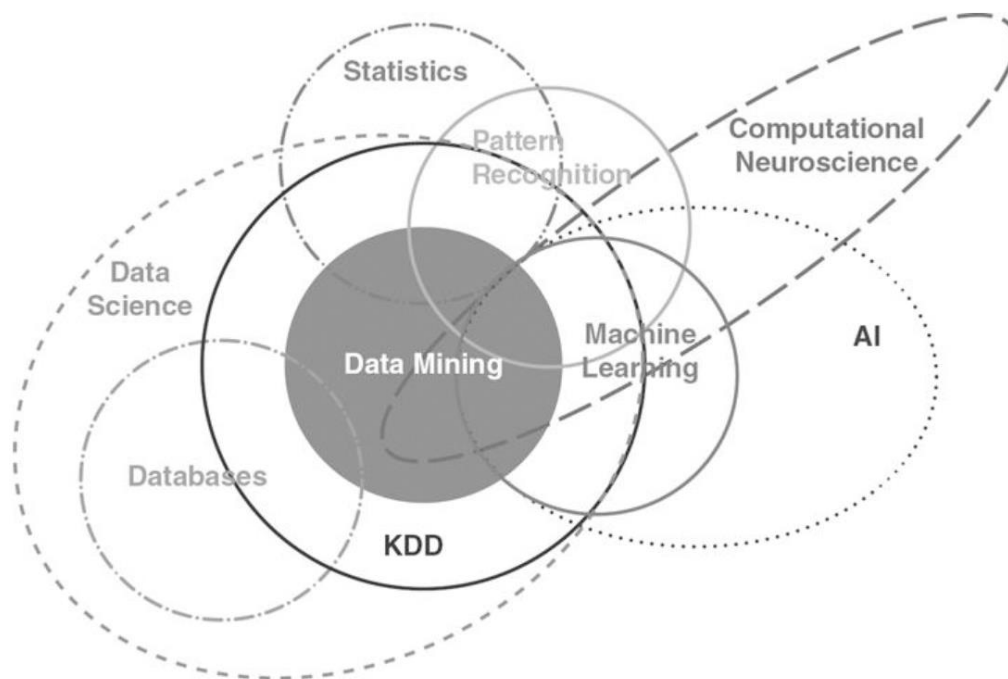 Statistics
Pattern
Recognition
Computational
Neuroscience
Data
Science
Machine
Learning
AI
Data Mining
Databases
KDD